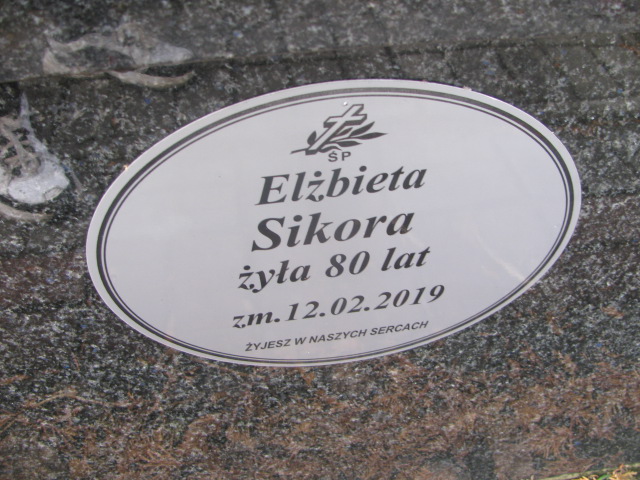 ŚP
Elżbieta
Sikora
żyła 80 lat
zm.12.02.2019
ŻYJESZ W NASZYCH SERCACH